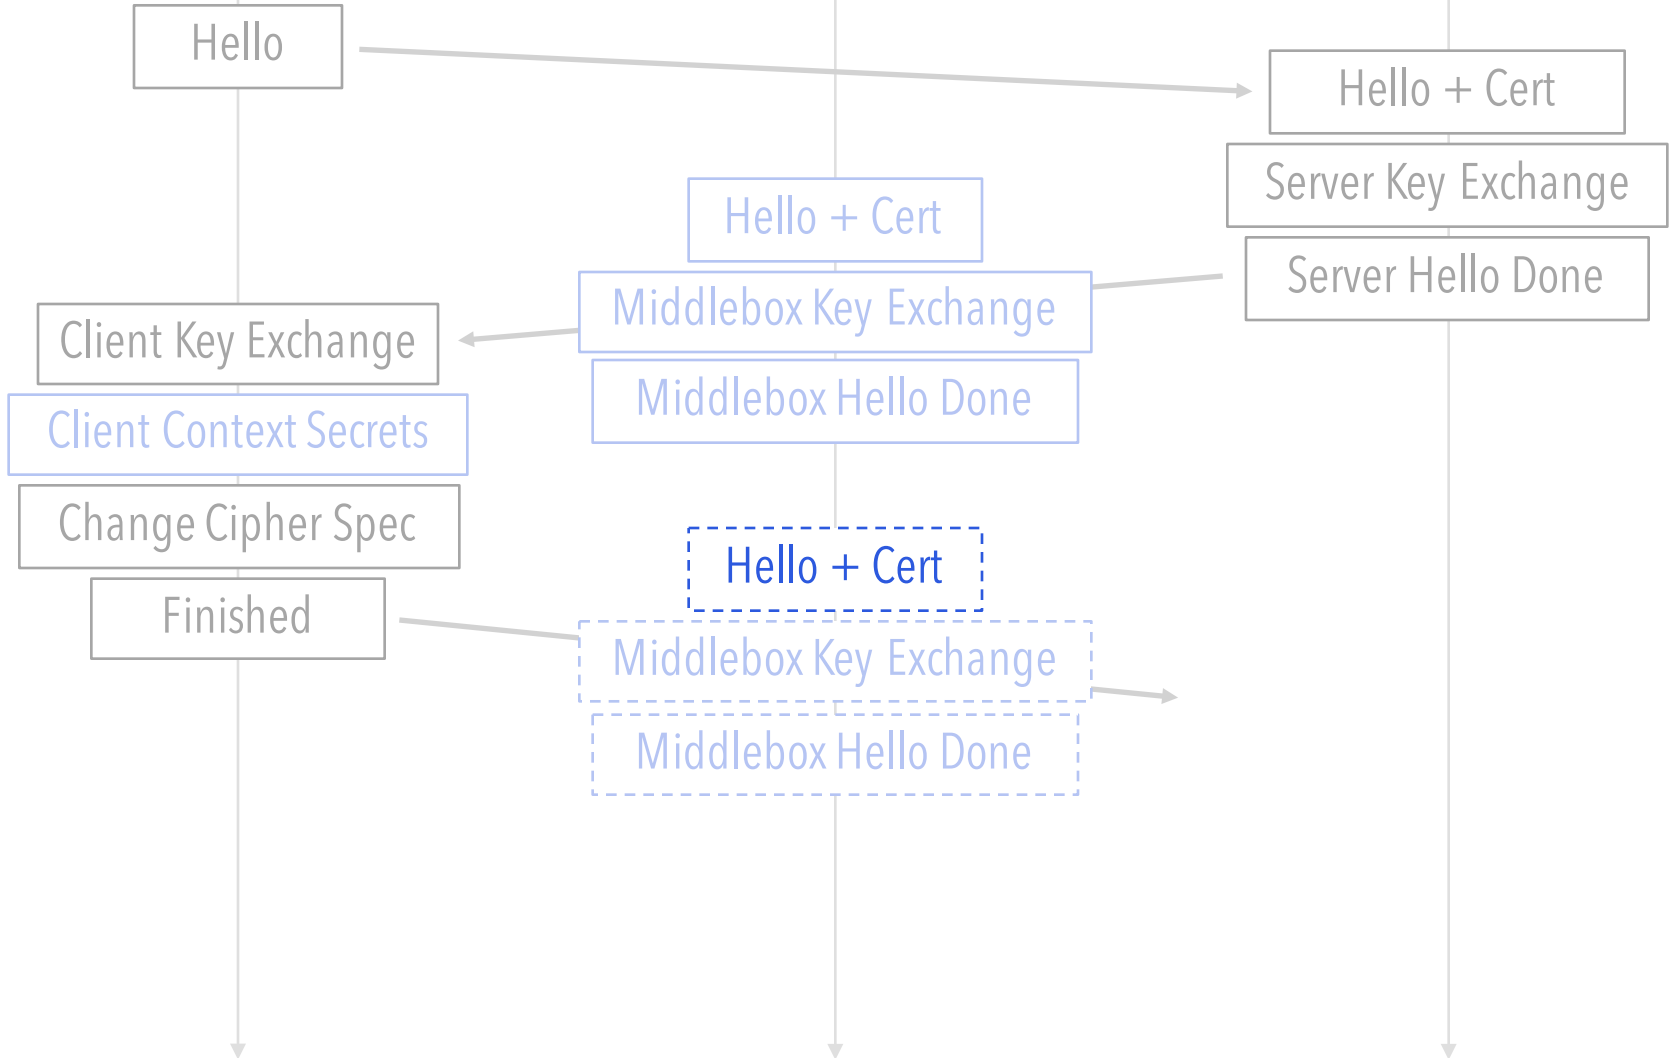 Hello
Hello + Cert
Server Key Exchange
Hello + Cert
Server Hello Done
Middlebox Key Exchange
Client Key Exchange
Middlebox Hello Done
Client Context Secrets
Change Cipher Spec
Hello + Cert
Finished
Middlebox Key Exchange
Middlebox Hello Done